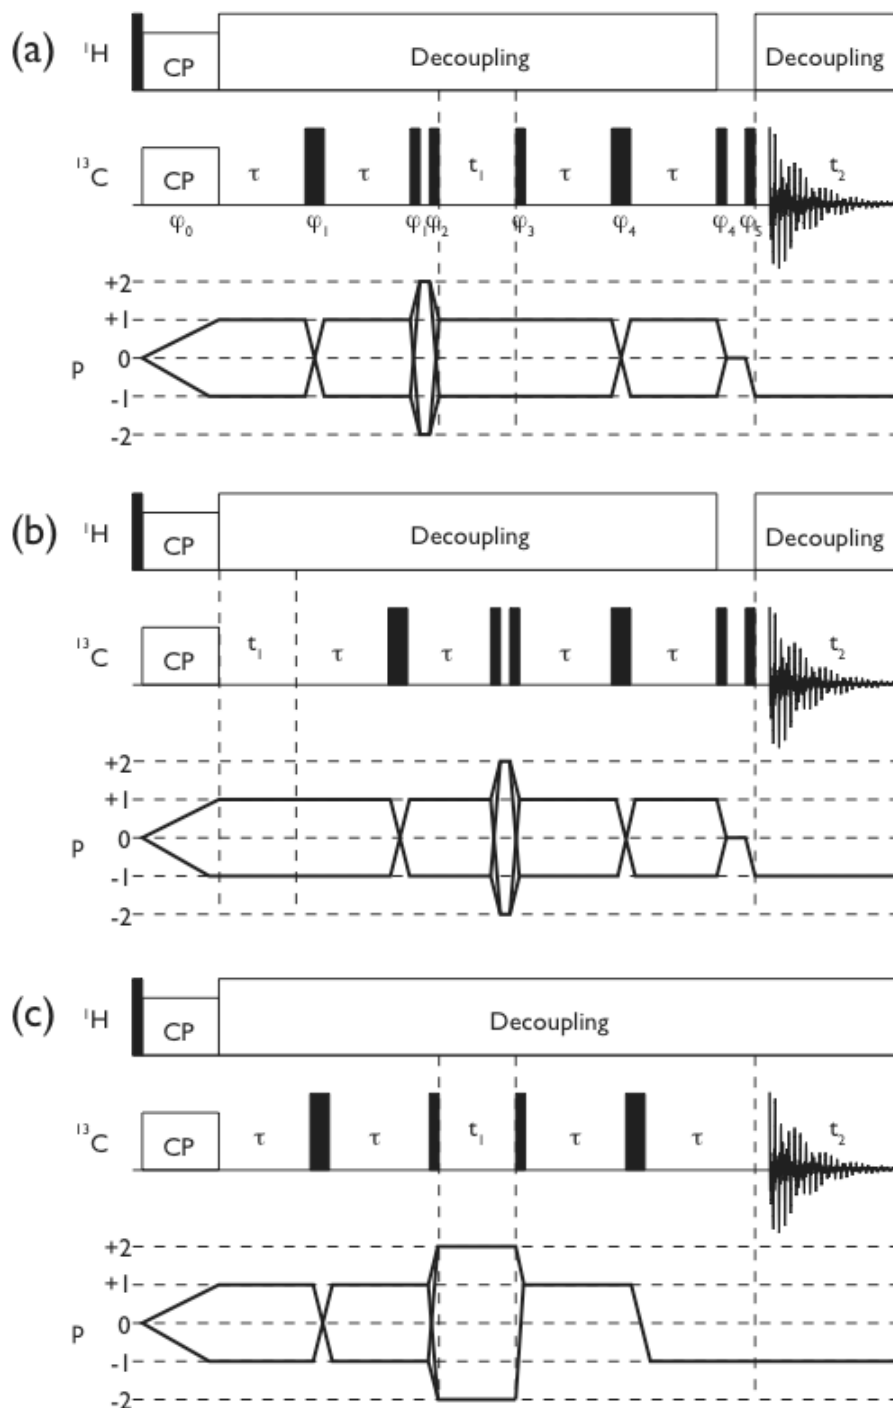 (a) ¹H CP Decoupling Decoupling
¹³C CP τ τ t₁ τ τ t₂
φ₀ φ₁ φ₁ φ₂ φ₃ φ₄ φ₄ φ₅
+2
+1
P 0
-1
-2
(b) ¹H CP Decoupling Decoupling
¹³C CP t₁ τ τ τ τ t₂
+2
+1
P 0
-1
-2
(c) ¹H CP Decoupling
¹³C CP τ τ t₁ τ τ t₂
+2
+1
P 0
-1
-2